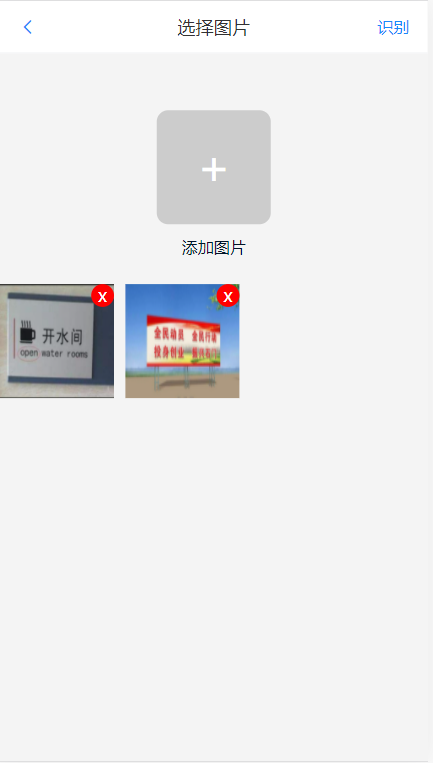 选择图片
识别
添加图片
X
X
开水间
open water rooms
全民动员 全民行动
投身创业